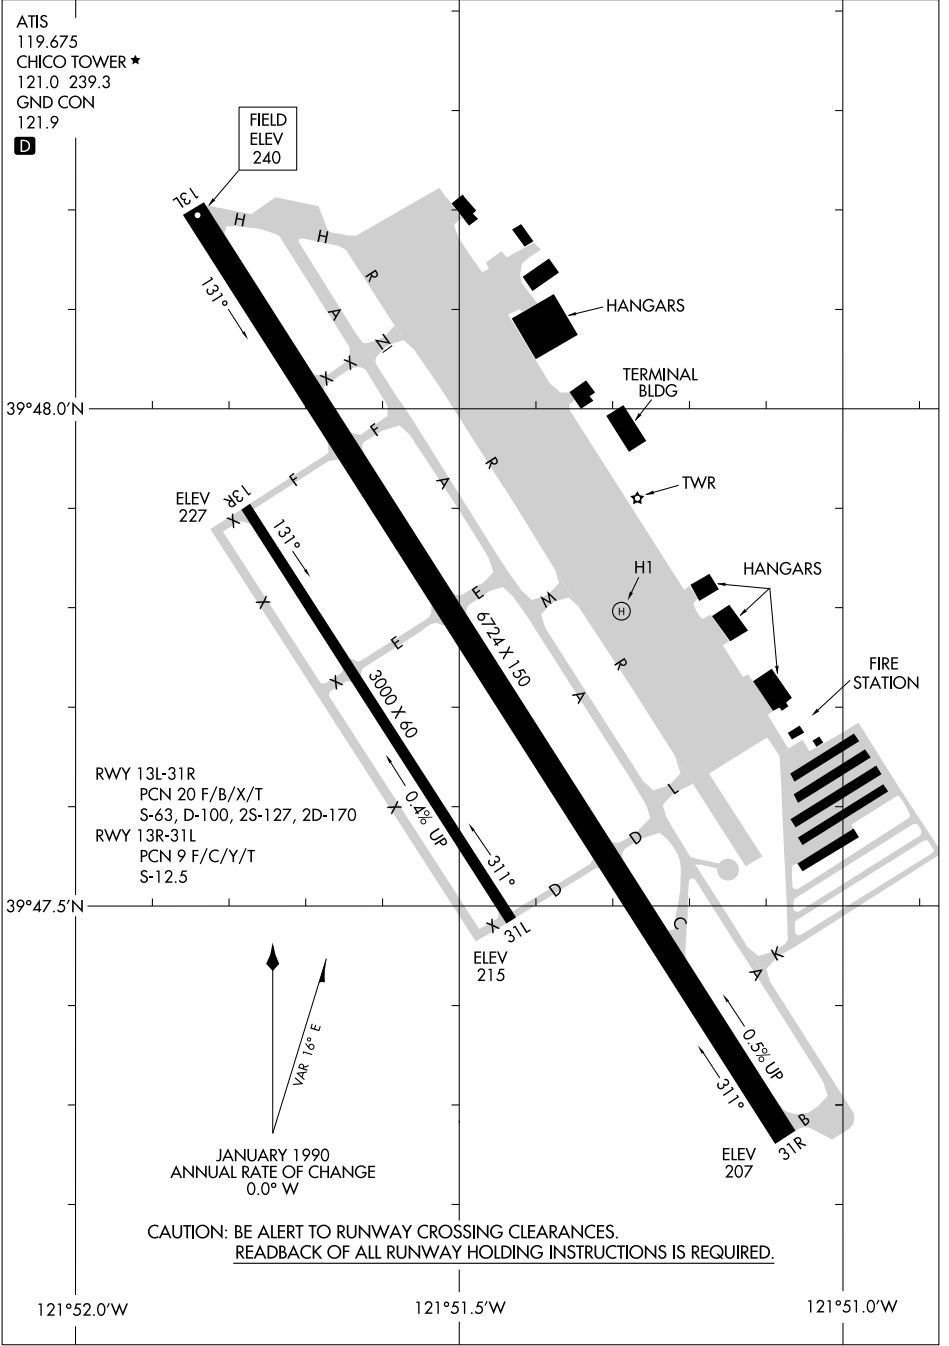 ATIS
119.675
CHICO TOWER ★
121.0 239.3
GND CON
121.9
D
FIELD
ELEV
240
13L
H
H
R
131°
A
HANGARS
N
X
X
TERMINAL
BLDG
39°48.0'N
F
R
F
A
TWR
ELEV
227
13R
X
131°
H1
HANGARS
E
M
H
X
6724 X 150
E
R
FIRE
STATION
X
3000 X 60
A
RWY 13L-31R
PCN 20 F/B/X/T
S-63, D-100, 2S-127, 2D-170
RWY 13R-31L
PCN 9 F/C/Y/T
S-12.5
L
X
0.4% UP
D
311°
D
39°47.5'N
X
31L
C
ELEV
215
K
A
VAR 16° E
0.5% UP
311°
B
31R
ELEV
207
JANUARY 1990
ANNUAL RATE OF CHANGE
0.0° W
CAUTION: BE ALERT TO RUNWAY CROSSING CLEARANCES.
READBACK OF ALL RUNWAY HOLDING INSTRUCTIONS IS REQUIRED.
121°52.0'W
121°51.5'W
121°51.0'W